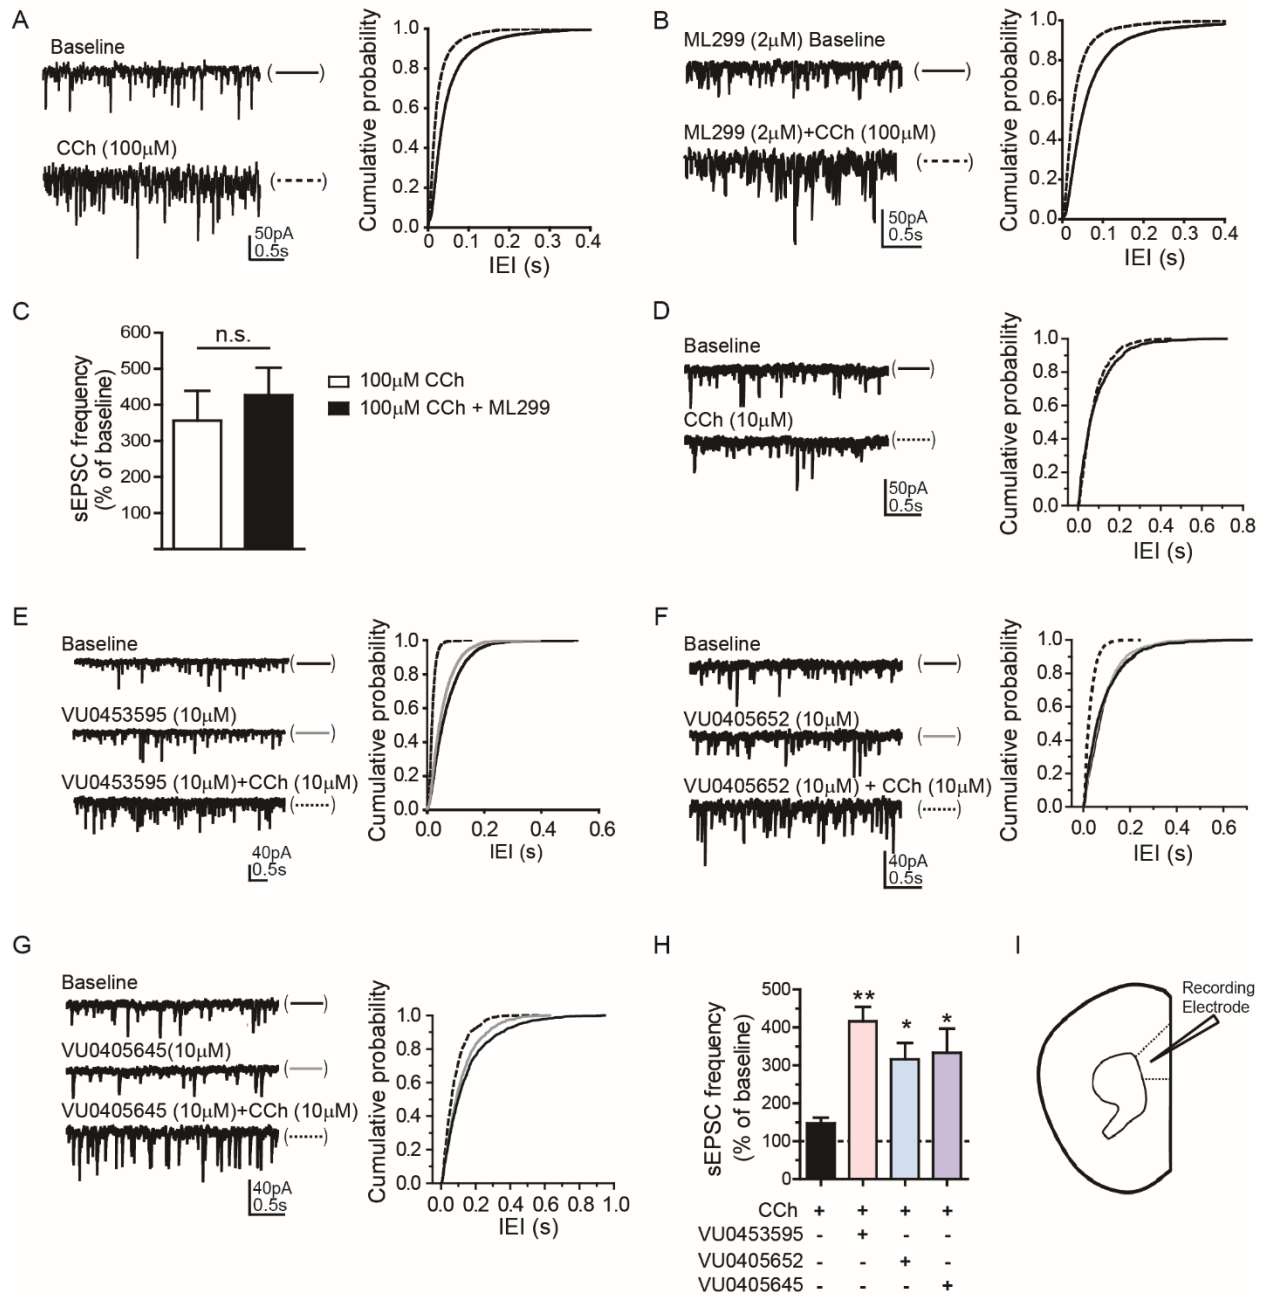 A
Baseline
CCh (100µM)
50pA
0.5s
Cumulative probability
1.0
0.8
0.6
0.4
0.2
0.0
0 0.1 0.2 0.3 0.4
IEI (s)
B
ML299 (2µM) Baseline
ML299 (2µM)+CCh (100µM)
50pA
0.5s
Cumulative probability
1.0
0.8
0.6
0.4
0.2
0.0
0 0.1 0.2 0.3 0.4
IEI (s)
C
sEPSC frequency
(% of baseline)
600
500
400
300
200
100
n.s.
100µM CCh
100µM CCh + ML299
D
Baseline
CCh (10µM)
50pA
0.5s
Cumulative probability
1.0
0.8
0.6
0.4
0.2
0.0
0.0 0.2 0.4 0.6 0.8
IEI (s)
E
Baseline
VU0453595 (10µM)
VU0453595 (10µM)+CCh (10µM)
40pA
0.5s
Cumulative probability
1.0
0.8
0.6
0.4
0.2
0.0
0.0 0.2 0.4 0.6
IEI (s)
F
Baseline
VU0405652 (10µM)
VU0405652 (10µM) + CCh (10µM)
40pA
0.5s
Cumulative probability
1.0
0.8
0.6
0.4
0.2
0.0
0.0 0.2 0.4 0.6
IEI (s)
G
Baseline
VU0405645(10µM)
VU0405645 (10µM)+CCh (10µM)
40pA
0.5s
Cumulative probability
1.0
0.8
0.6
0.4
0.2
0.0
0.0 0.2 0.4 0.6 0.8 1.0
IEI (s)
H
sEPSC frequency
(% of baseline)
500
400
300
200
100
0
** * *
CCh + + + +
VU0453595 - + - -
VU0405652 - - + -
VU0405645 - - - +
I
Recording
Electrode